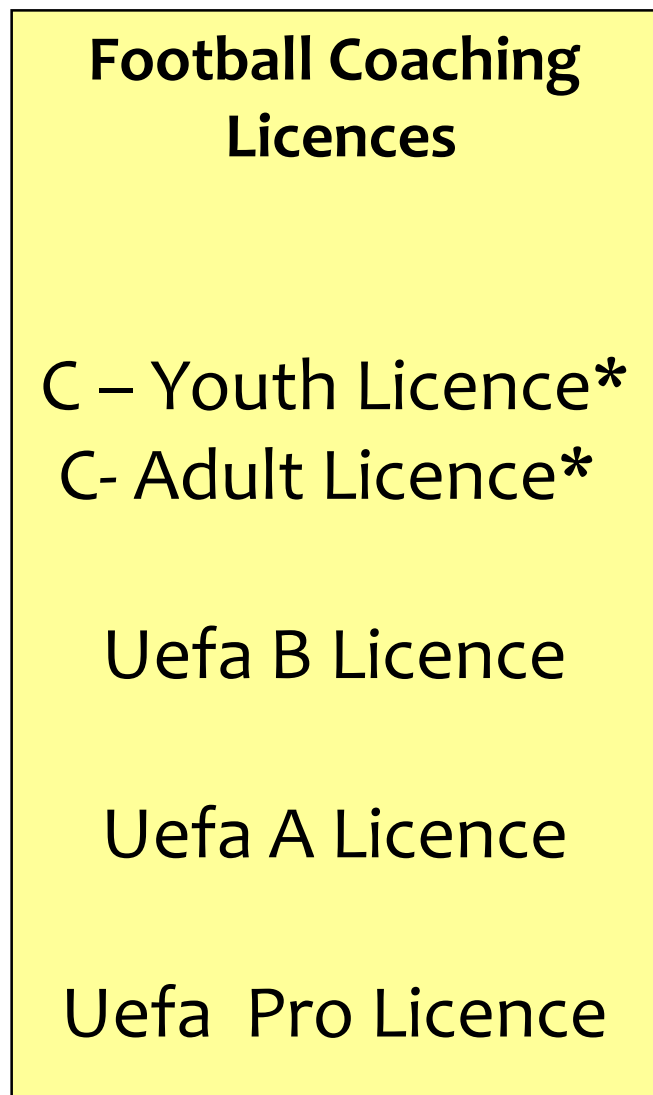 Football Coaching
Licences
C – Youth Licence*
C- Adult Licence*
Uefa B Licence
Uefa A Licence
Uefa  Pro Licence